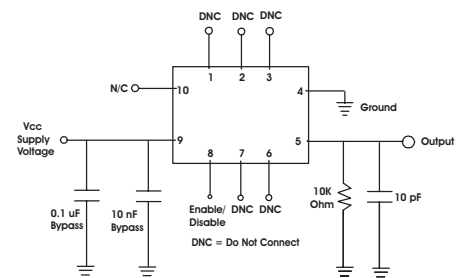 DNC DNC DNC
1 2 3
N/C 10
4
Ground
Vcc
Supply
Voltage
9
5
Output
8 7 6
0.1 uF
Bypass
10 nF
Bypass
Enable/
Disable
DNC DNC
10K
Ohm
10 pF
DNC = Do Not Connect